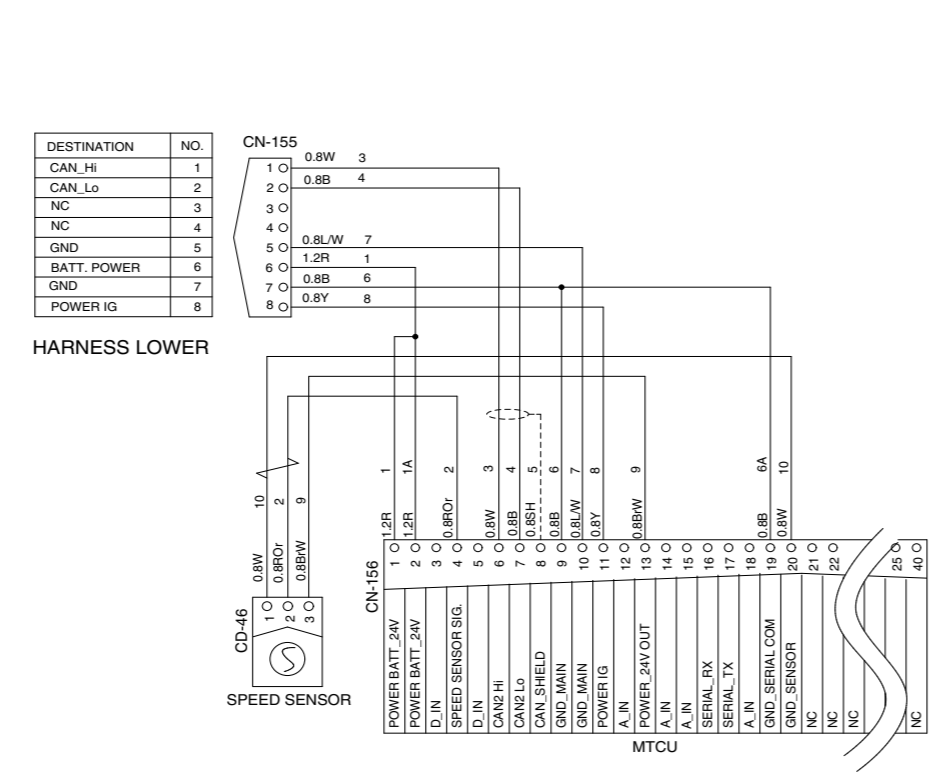 DESTINATION NO.
CAN_Hi 1
CAN_Lo 2
NC 3
NC 4
GND 5
BATT. POWER 6
GND 7
POWER IG 8
HARNESS LOWER
CN-155
1 0.8W 3
2 0.8B 4
3
4
5 0.8L/W 7
6 1.2R 1
7 0.8B 6
8 0.8Y 8
10 2 9
0.8W 0.8ROr 0.8BrW
CD-46
1 2 3
SPEED SENSOR
1 1A 2 3 4 5 6 7 8 9 6A 10
1.2R 1.2R 0.8ROr 0.8W 0.8B 0.8SH 0.8B 0.8L/W 0.8Y 0.8BrW 0.8B 0.8W
CN-156
1 2 3 4 5 6 7 8 9 10 11 12 13 14 15 16 17 18 19 20 21 22 25 40
POWER BATT_24V
POWER BATT_24V
D_IN
SPEED SENSOR SIG.
D_IN
CAN2 Hi
CAN2 Lo
CAN_SHIELD
GND_MAIN
GND_MAIN
POWER IG
A_IN
POWER_24V OUT
A_IN
A_IN
SERIAL_RX
SERIAL_TX
A_IN
GND_SERIAL COM
GND_SENSOR
NC
NC
NC
NC
MTCU